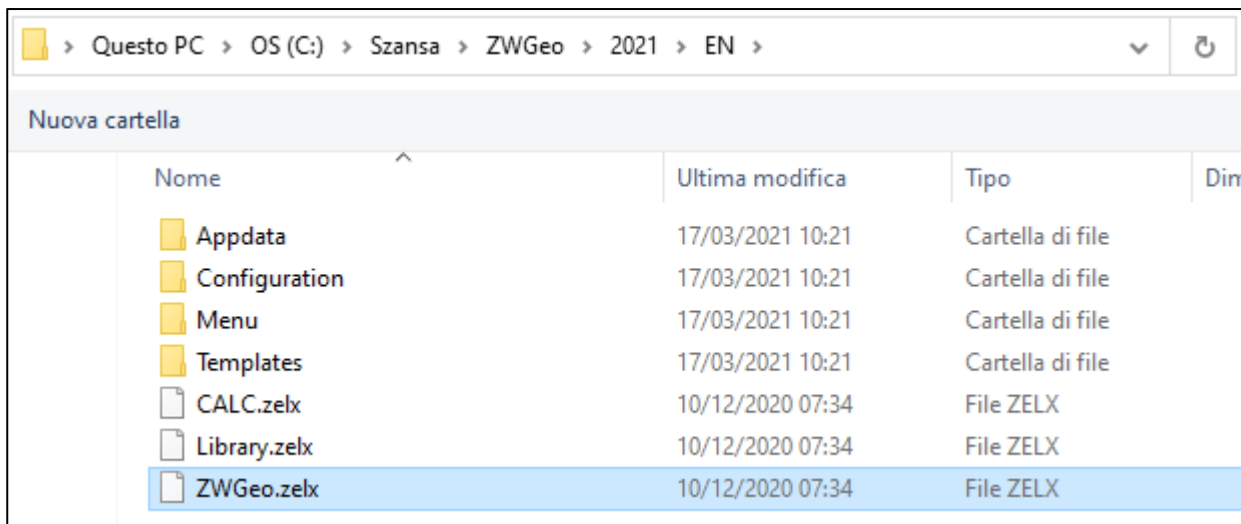 Questo PC > OS (C:) > Szansa > ZWGeo > 2021 > EN >
Nuova cartella
Nome Ultima modifica Tipo Dim
Appdata 17/03/2021 10:21 Cartella di file
Configuration 17/03/2021 10:21 Cartella di file
Menu 17/03/2021 10:21 Cartella di file
Templates 17/03/2021 10:21 Cartella di file
CALC.zelx 10/12/2020 07:34 File ZELX
Library.zelx 10/12/2020 07:34 File ZELX
ZWGeo.zelx 10/12/2020 07:34 File ZELX